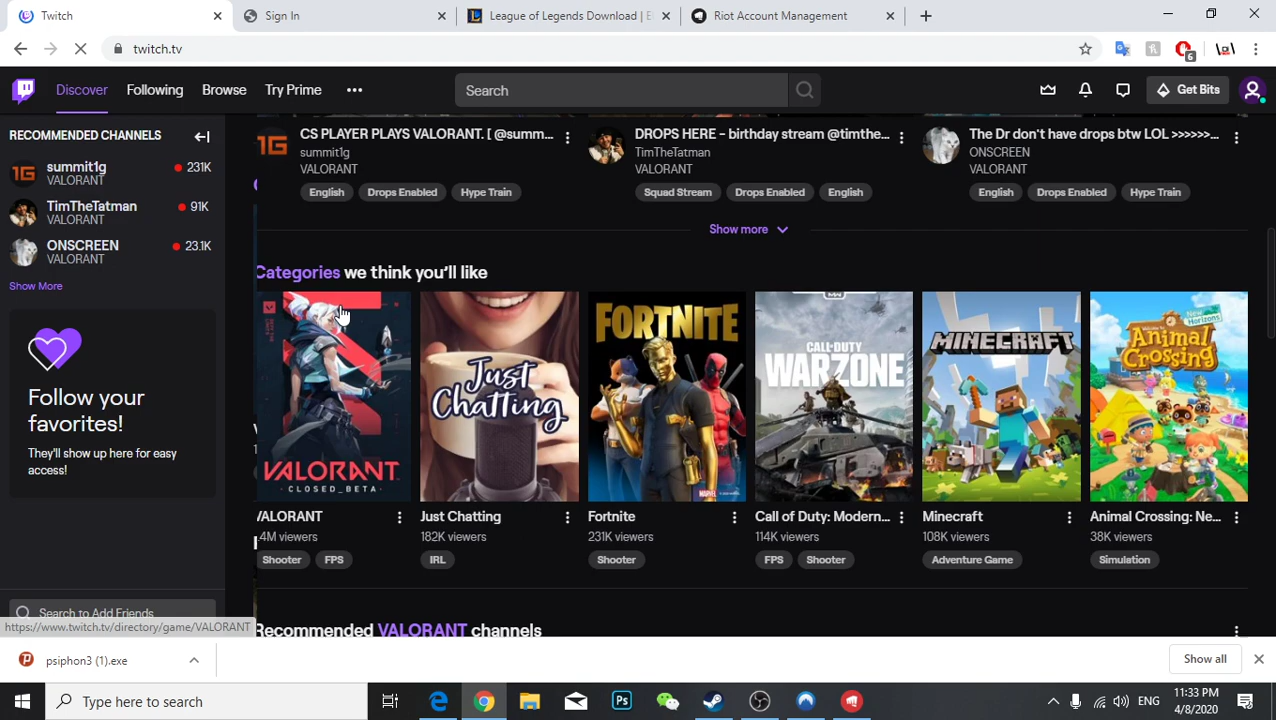 Twitch
Sign In
League of Legends Download | E
Riot Account Management
twitch.tv
6
Discover
Following
Browse
Try Prime
Search
Get Bits
RECOMMENDED CHANNELS
summit1g
231K
VALORANT
TimTheTatman
91K
VALORANT
ONSCREEN
23.1K
VALORANT
Show More
Follow your
favorites!
They'll show up here for easy
access!
Search to Add Friends
https://www.twitch.tv/directory/game/VALORANT
CS PLAYER PLAYS VALORANT. [ @summ...
summit1g
VALORANT
English
Drops Enabled
Hype Train
DROPS HERE - birthday stream @timthe...
TimTheTatman
VALORANT
Squad Stream
Drops Enabled
English
The Dr don't have drops btw LOL >>>>>>...
ONSCREEN
VALORANT
English
Drops Enabled
Hype Train
Show more
Categories we think you'll like
VALORANT
CLOSED_BETA
Just
Chatting
FORTNITE
MARVEL
CALL OF DUTY
WARZONE
MINECRAFT
New
Horizons
Animal
Crossing
VALORANT
.4M viewers
Shooter
FPS
Just Chatting
182K viewers
IRL
Fortnite
231K viewers
Shooter
Call of Duty: Modern...
114K viewers
FPS
Shooter
Minecraft
108K viewers
Adventure Game
Animal Crossing: Ne...
38K viewers
Simulation
Recommended VALORANT channels
psiphon3 (1).exe
Show all
Type here to search
Ps
ENG
11:33 PM
4/8/2020